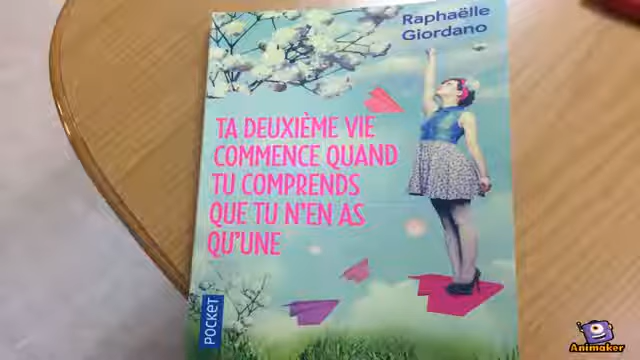 Raphaëlle
Giordano
TA DEUXIÈME VIE
COMMENCE QUAND
TU COMPRENDS
QUE TU N'EN AS
QU'UNE
POCKET
Animaker